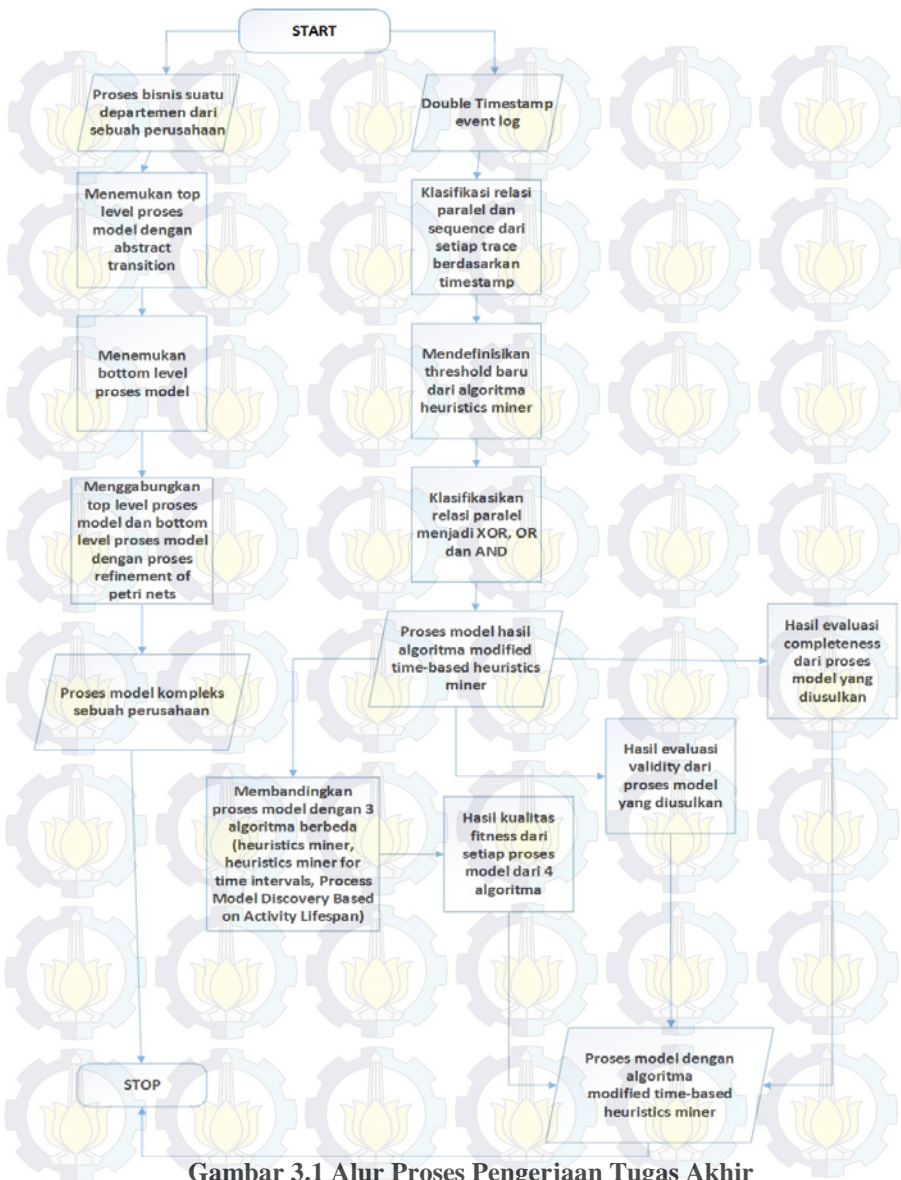 START
Proses bisnis suatu
departemen dari
sebuah perusahaan
Double Timestamp
event log
Menemukan top
level proses
model dengan
abstract
transition
Klasifikasi relasi
paralel dan
sequence dari
setiap trace
berdasarkan
timestamp
Menemukan
bottom level
proses model
Mendefinisikan
threshold baru
dari algoritma
heuristics miner
Menggabungkan
top level proses
model dan bottom
level proses model
dengan proses
refinement of
petri nets
Klasifikasikan
relasi paralel
menjadi XOR, OR
dan AND
Proses model kompleks
sebuah perusahaan
Proses model hasil
algoritma modified
time-based heuristics
miner
Hasil evaluasi
completeness
dari proses
model yang
diusulkan
Hasil evaluasi
validity dari
proses model
yang diusulkan
Membandingkan
proses model dengan 3
algoritma berbeda
(heuristics miner,
heuristics miner for
time intervals, Process
Model Discovery Based
on Activity Lifespan)
Hasil kualitas
fitness dari
setiap proses
model dari 4
algoritma
Proses model dengan
algoritma
modified time-based
heuristics miner
STOP
Gambar 3.1 Alur Proses Pengerjaan Tugas Akhir